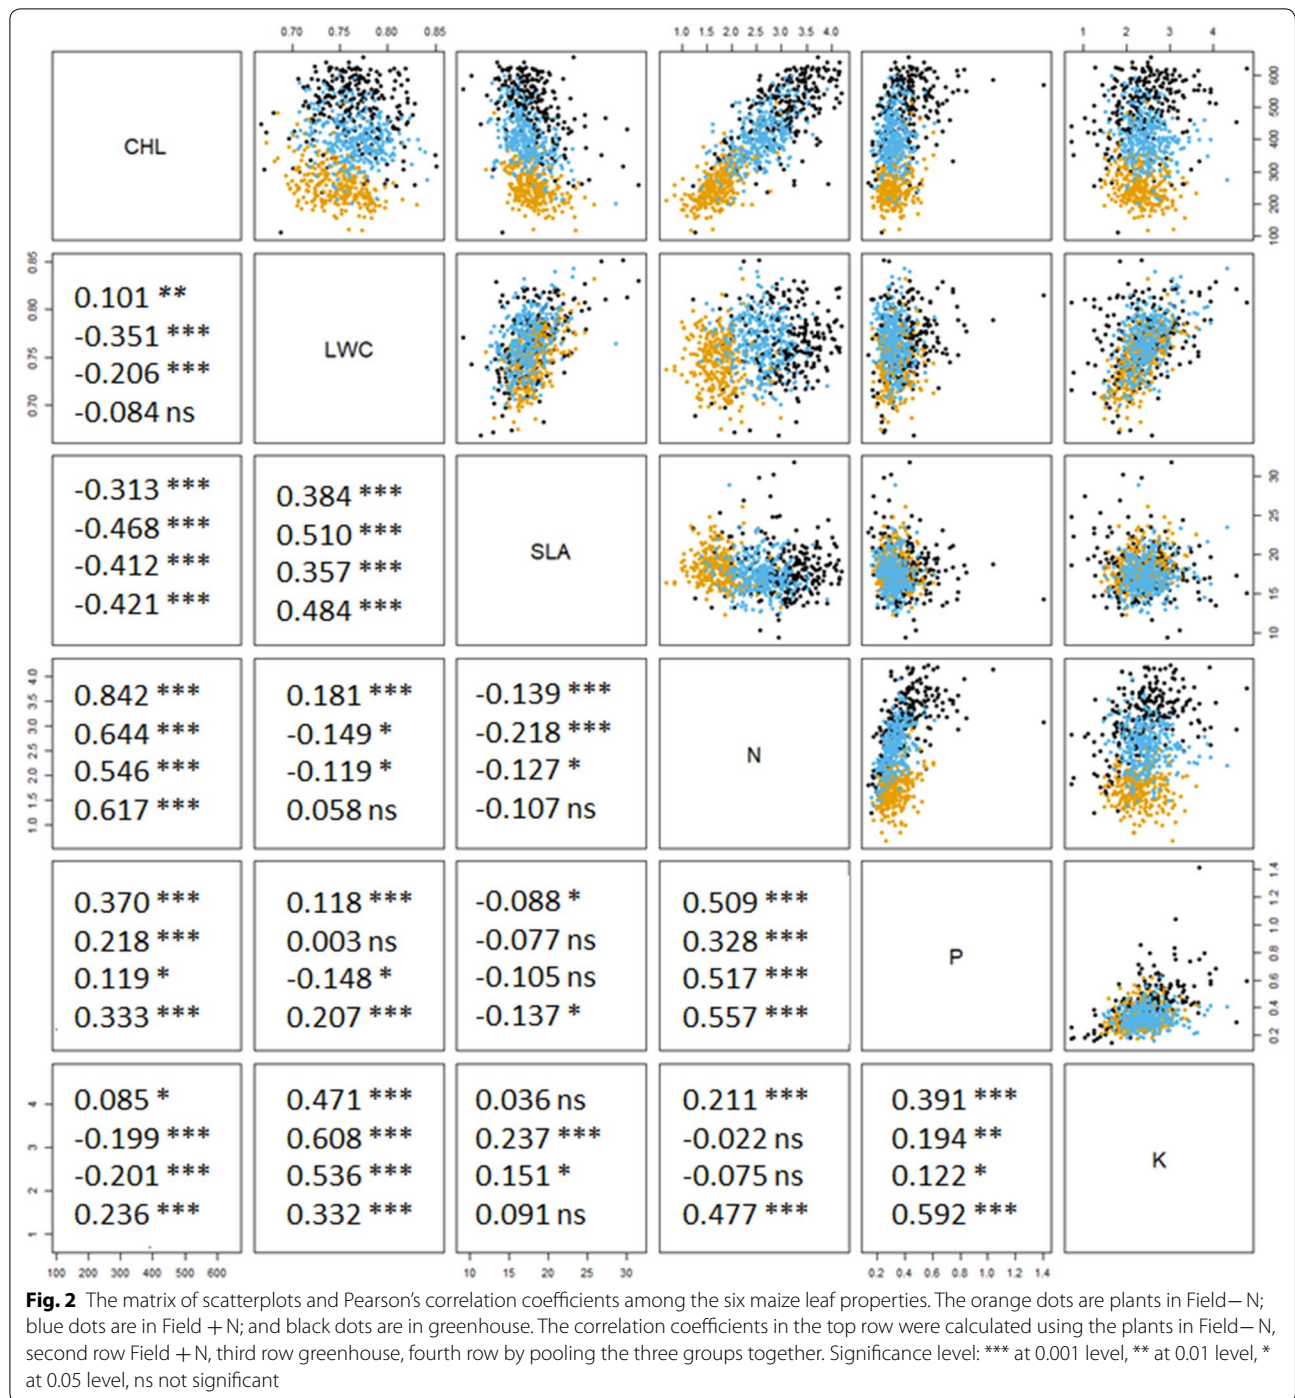 0.70 0.75 0.80 0.85 1.0 1.5 2.0 2.5 3.0 3.5 4.0 1 2 3 4
CHL
100 200 300 400 500 600
0.70 0.75 0.80 0.85
0.101 **
-0.351 ***
-0.206 ***
-0.084 ns
LWC
-0.313 ***
-0.468 ***
-0.412 ***
-0.421 ***
0.384 ***
0.510 ***
0.357 ***
0.484 ***
SLA
10 15 20 25 30
1.0 1.5 2.0 2.5 3.0 3.5 4.0
0.842 ***
0.644 ***
0.546 ***
0.617 ***
0.181 ***
-0.149 *
-0.119 *
0.058 ns
-0.139 ***
-0.218 ***
-0.127 *
-0.107 ns
N
0.370 ***
0.218 ***
0.119 *
0.333 ***
0.118 ***
0.003 ns
-0.148 *
0.207 ***
-0.088 *
-0.077 ns
-0.105 ns
-0.137 *
0.509 ***
0.328 ***
0.517 ***
0.557 ***
P
0.2 0.4 0.6 0.8 1.0 1.2 1.4
1 2 3 4
0.085 *
-0.199 ***
-0.201 ***
0.236 ***
0.471 ***
0.608 ***
0.536 ***
0.332 ***
0.036 ns
0.237 ***
0.151 *
0.091 ns
0.211 ***
-0.022 ns
-0.075 ns
0.477 ***
0.391 ***
0.194 **
0.122 *
0.592 ***
K
100 200 300 400 500 600 10 15 20 25 30 0.2 0.4 0.6 0.8 1.0 1.2 1.4
Fig. 2 The matrix of scatterplots and Pearson's correlation coefficients among the six maize leaf properties. The orange dots are plants in Field−N;
blue dots are in Field +N; and black dots are in greenhouse. The correlation coefficients in the top row were calculated using the plants in Field−N,
second row Field +N, third row greenhouse, fourth row by pooling the three groups together. Significance level: *** at 0.001 level, ** at 0.01 level, *
at 0.05 level, ns not significant